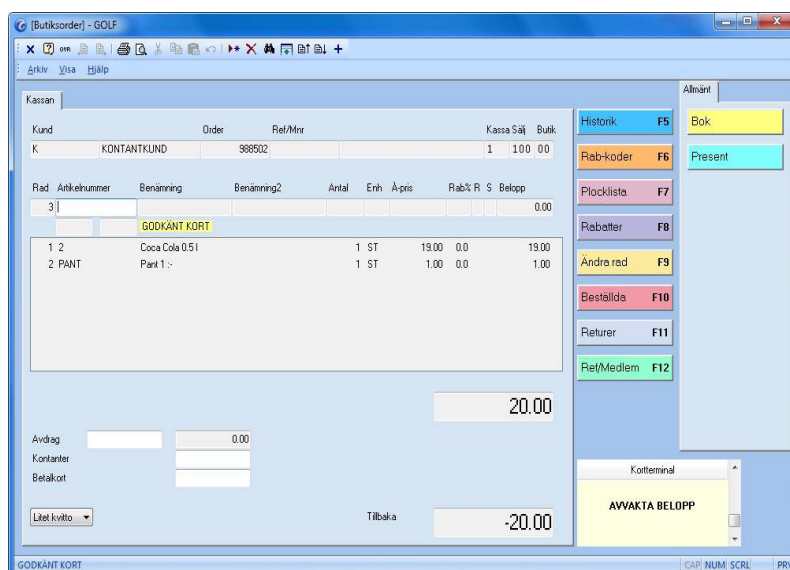 [Butiksorder] - GOLF
Arkiv Visa Hjälp
Kassan
Kund Order Ref/Mnr Kassa Sälj Butik
K KONTANTKUND 988502 1 100 00
Rad Artikelnummer Benämning Benämning2 Antal Enh À-pris Rab% R S Belopp
3 0.00
GODKÄNT KORT
1 2 Coca Cola 0.5 l 1 ST 19.00 0.0 19.00
2 PANT Pant 1 :- 1 ST 1.00 0.0 1.00
20.00
Avdrag 0.00
Kontanter
Betalkort
Litet kvitto Tillbaka -20.00
Historik F5
Rab-koder F6
Plocklista F7
Rabatter F8
Ändra rad F9
Beställda F10
Returer F11
Ref/Medlem F12
Allmänt
Bok
Present
Kortterminal
AVVAKTA BELOPP
GODKÄNT KORT CAP NUM SCRL PRV